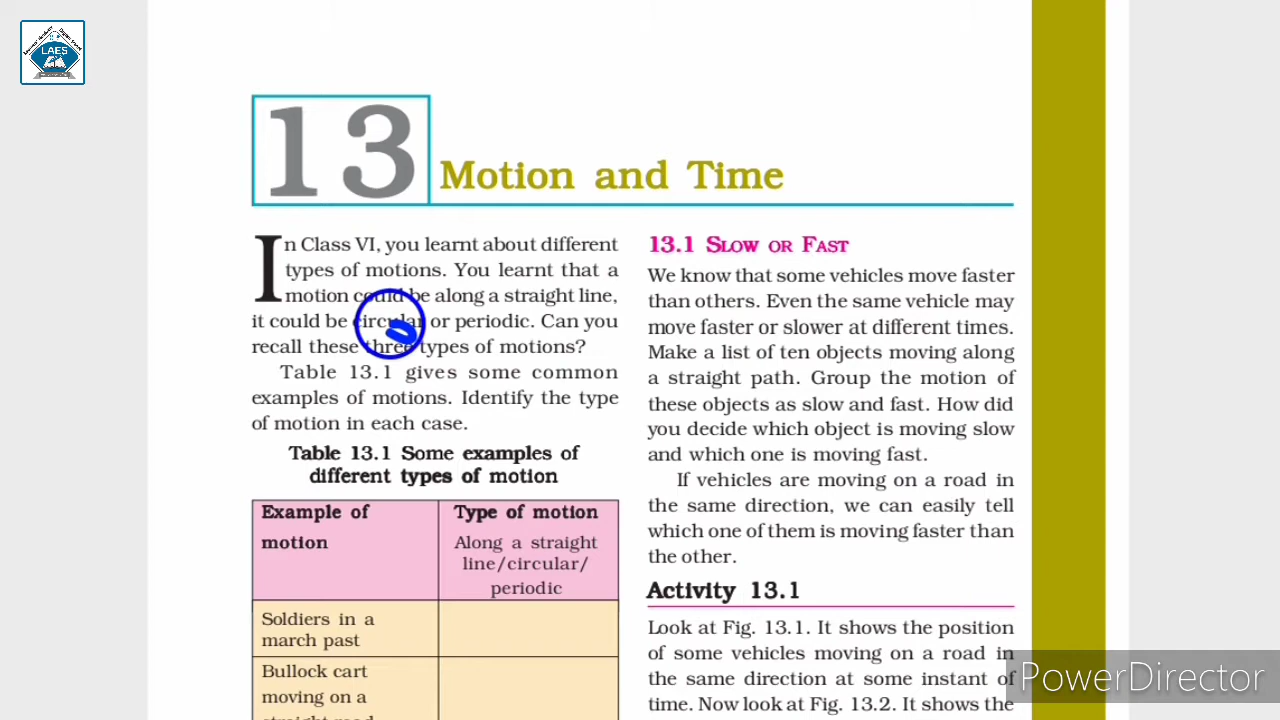 LAES
13
Motion and Time
In Class VI, you learnt about different
types of motions. You learnt that a
motion could be along a straight line,
it could be circular or periodic. Can you
recall these three types of motions?
Table 13.1 gives some common
examples of motions. Identify the type
of motion in each case.
Table 13.1 Some examples of
different types of motion
Example of
motion
Type of motion
Along a straight
line/circular/
periodic
Soldiers in a
march past
Bullock cart
moving on a
straight road
13.1 SLOW OR FAST
We know that some vehicles move faster
than others. Even the same vehicle may
move faster or slower at different times.
Make a list of ten objects moving along
a straight path. Group the motion of
these objects as slow and fast. How did
you decide which object is moving slow
and which one is moving fast.
If vehicles are moving on a road in
the same direction, we can easily tell
which one of them is moving faster than
the other.
Activity 13.1
Look at Fig. 13.1. It shows the position
of some vehicles moving on a road in
the same direction at some instant of
time. Now look at Fig. 13.2. It shows the
PowerDirector